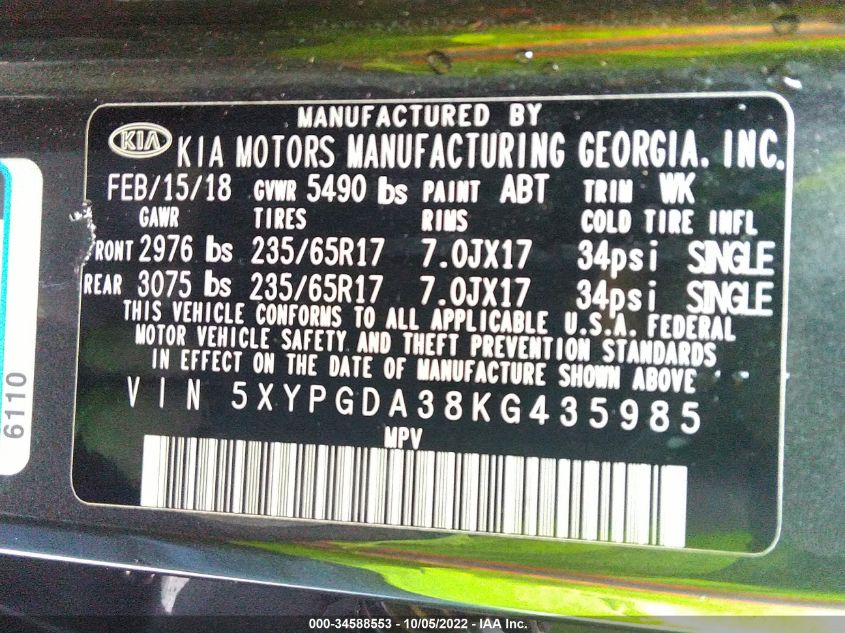 MANUFACTURED BY
KIA KIA MOTORS MANUFACTURING GEORGIA. INC.
FEB/15/18 GVWR 5490 lbs PAINT ABT TRIM WK
GAWR TIRES RIMS COLD TIRE INFL
FRONT 2976 lbs 235/65R17 7.0JX17 34psi SINGLE
REAR 3075 lbs 235/65R17 7.0JX17 34psi SINGLE
THIS VEHICLE CONFORMS TO ALL APPLICABLE U.S.A. FEDERAL
MOTOR VEHICLE SAFETY AND THEFT PREVENTION STANDARDS
IN EFFECT ON THE DATE OF MANUFACTURE SHOWN ABOVE
VIN 5XYPGDA38KG435985
MPV
6110
000-34588553 - 10/05/2022 - IAA Inc.